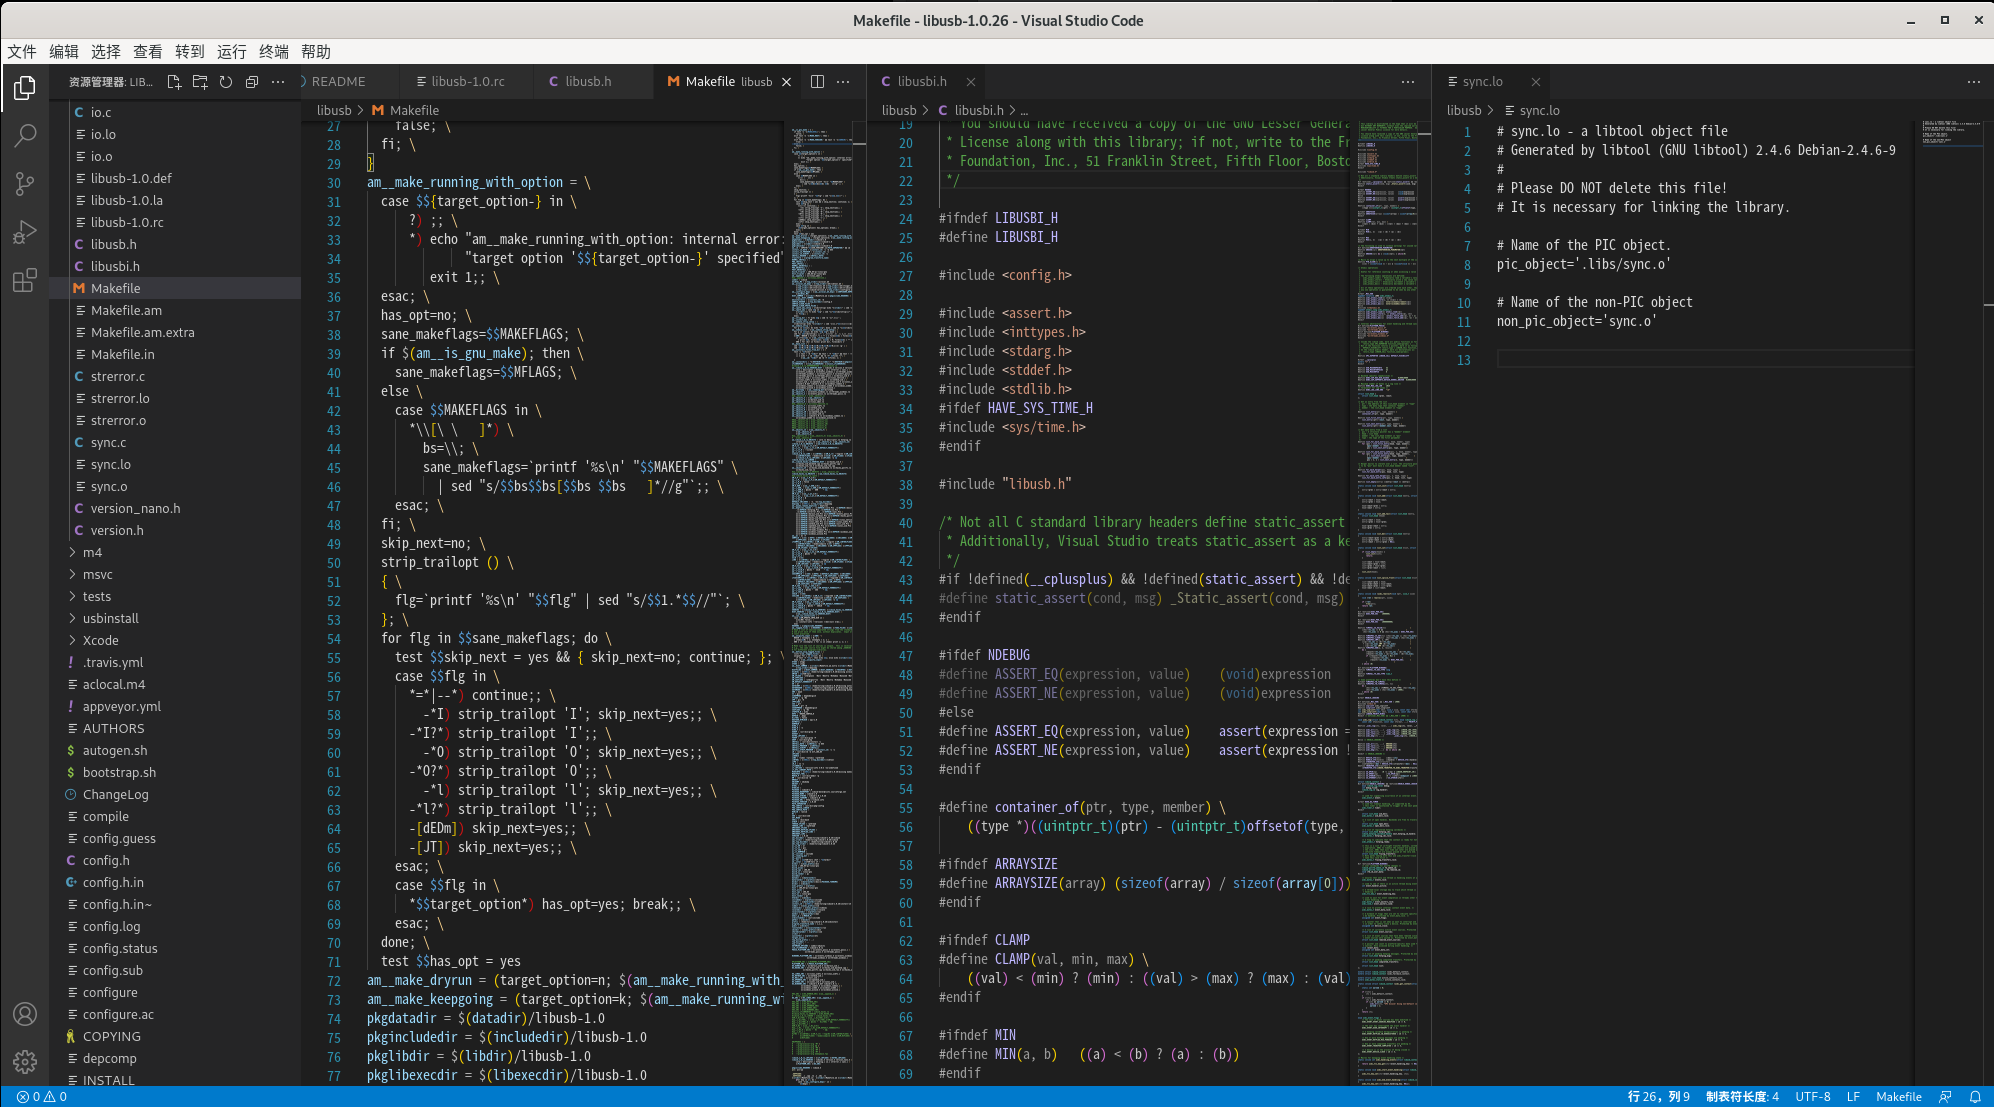 Makefile - libusb-1.0.26 - Visual Studio Code
文件 编辑 选择 查看 转到 运行 终端 帮助
资源管理器: LIB...
io.c
io.lo
io.o
libusb-1.0.def
libusb-1.0.la
libusb-1.0.rc
libusb.h
libusbi.h
Makefile
Makefile.am
Makefile.am.extra
Makefile.in
strerror.c
strerror.lo
strerror.o
sync.c
sync.lo
sync.o
version_nano.h
version.h
m4
msvc
tests
usbinstall
Xcode
.travis.yml
aclocal.m4
appveyor.yml
AUTHORS
autogen.sh
bootstrap.sh
ChangeLog
compile
config.guess
config.h
config.h.in
config.h.in~
config.log
config.status
config.sub
configure
configure.ac
COPYING
depcomp
INSTALL
README libusb-1.0.rc libusb.h Makefile libusb
libusb > Makefile
27 false; \
28 fi; \
29 }
30 am__make_running_with_option = \
31 case $${target_option-} in \
32 ?) ;; \
33 *) echo "am__make_running_with_option: internal error:
34 "target option '$${target_option-}' specified"
35 exit 1;; \
36 esac; \
37 has_opt=no; \
38 sane_makeflags=$$MAKEFLAGS; \
39 if $(am__is_gnu_make); then \
40 sane_makeflags=$$MFLAGS; \
41 else \
42 case $$MAKEFLAGS in \
43 *\\[\ \ ]*) \
44 bs=\\; \
45 sane_makeflags=`printf '%s\n' "$$MAKEFLAGS" \
46 | sed "s/$$bs$$bs[$$bs $$bs ]*//g"`;; \
47 esac; \
48 fi; \
49 skip_next=no; \
50 strip_trailopt () \
51 { \
52 flg=`printf '%s\n' "$$flg" | sed "s/$$1.*$$//"`; \
53 }; \
54 for flg in $$sane_makeflags; do \
55 test $$skip_next = yes && { skip_next=no; continue; }; \
56 case $$flg in \
57 *=*|--*) continue;; \
58 -*I) strip_trailopt 'I'; skip_next=yes;; \
59 -*I?*) strip_trailopt 'I';; \
60 -*O) strip_trailopt 'O'; skip_next=yes;; \
61 -*O?*) strip_trailopt 'O';; \
62 -*l) strip_trailopt 'l'; skip_next=yes;; \
63 -*l?*) strip_trailopt 'l';; \
64 -[dEDm]) skip_next=yes;; \
65 -[JT]) skip_next=yes;; \
66 esac; \
67 case $$flg in \
68 *$$target_option*) has_opt=yes; break;; \
69 esac; \
70 done; \
71 test $$has_opt = yes
72 am__make_dryrun = (target_option=n; $(am__make_running_with_
73 am__make_keepgoing = (target_option=k; $(am__make_running_wi
74 pkgdatadir = $(datadir)/libusb-1.0
75 pkgincludedir = $(includedir)/libusb-1.0
76 pkglibdir = $(libdir)/libusb-1.0
77 pkglibexecdir = $(libexecdir)/libusb-1.0
libusbi.h
libusb > libusbi.h > ...
19 You should have received a copy of the GNU Lesser Genera
20 * License along with this library; if not, write to the Fr
21 * Foundation, Inc., 51 Franklin Street, Fifth Floor, Bosto
22 */
23
24 #ifndef LIBUSBI_H
25 #define LIBUSBI_H
26
27 #include <config.h>
28
29 #include <assert.h>
30 #include <inttypes.h>
31 #include <stdarg.h>
32 #include <stddef.h>
33 #include <stdlib.h>
34 #ifdef HAVE_SYS_TIME_H
35 #include <sys/time.h>
36 #endif
37
38 #include "libusb.h"
39
40 /* Not all C standard library headers define static_assert
41 * Additionally, Visual Studio treats static_assert as a ke
42 */
43 #if !defined(__cplusplus) && !defined(static_assert) && !de
44 #define static_assert(cond, msg) _Static_assert(cond, msg)
45 #endif
46
47 #ifdef NDEBUG
48 #define ASSERT_EQ(expression, value) (void)expression
49 #define ASSERT_NE(expression, value) (void)expression
50 #else
51 #define ASSERT_EQ(expression, value) assert(expression =
52 #define ASSERT_NE(expression, value) assert(expression !
53 #endif
54
55 #define container_of(ptr, type, member) \
56 ((type *)((uintptr_t)(ptr) - (uintptr_t)offsetof(type,
57
58 #ifndef ARRAYSIZE
59 #define ARRAYSIZE(array) (sizeof(array) / sizeof(array[0]))
60 #endif
61
62 #ifndef CLAMP
63 #define CLAMP(val, min, max) \
64 ((val) < (min) ? (min) : ((val) > (max) ? (max) : (val)
65 #endif
66
67 #ifndef MIN
68 #define MIN(a, b) ((a) < (b) ? (a) : (b))
69 #endif
sync.lo
libusb > sync.lo
1 # sync.lo - a libtool object file
2 # Generated by libtool (GNU libtool) 2.4.6 Debian-2.4.6-9
3 #
4 # Please DO NOT delete this file!
5 # It is necessary for linking the library.
6
7 # Name of the PIC object.
8 pic_object='.libs/sync.o'
9
10 # Name of the non-PIC object
11 non_pic_object='sync.o'
12
13
0 0 行 26，列 9 制表符长度: 4 UTF-8 LF Makefile